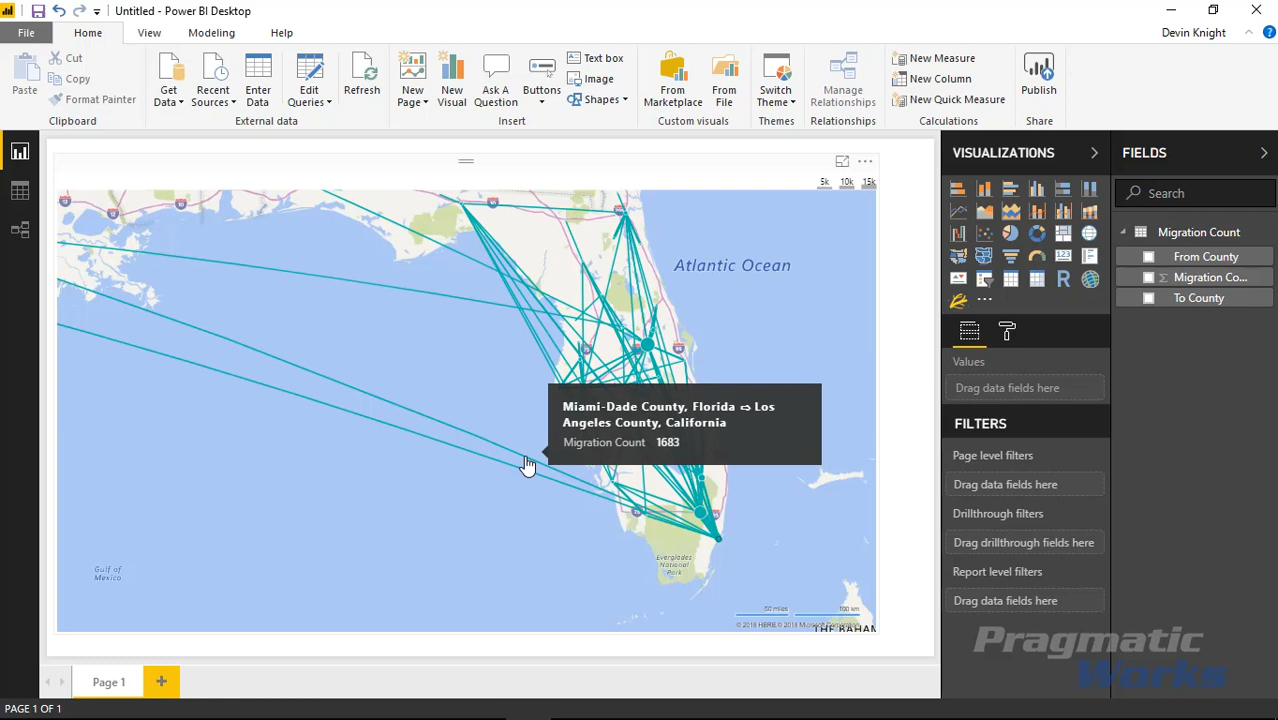 Untitled - Power BI Desktop
File
Home
View
Modeling
Help
Devin Knight
Paste
Cut
Copy
Format Painter
Clipboard
Get Data
Recent Sources
Enter Data
Edit Queries
Refresh
External data
New Page
New Visual
Ask A Question
Buttons
Text box
Image
Shapes
Insert
From Marketplace
From File
Custom visuals
Switch Theme
Themes
Manage Relationships
Relationships
New Measure
New Column
New Quick Measure
Calculations
Publish
Share
5k 10k 15k
Atlantic Ocean
Miami-Dade County, Florida ⇨ Los
Angeles County, California
Migration Count 1683
Everglades
National
Park
Gulf of
Mexico
50 miles 100 km
© 2018 HERE © 2018 Microsoft Corporation
THE BAHAM
VISUALIZATIONS
Values
Drag data fields here
FILTERS
Page level filters
Drag data fields here
Drillthrough filters
Drag drillthrough fields here
Report level filters
Drag data fields here
FIELDS
Search
Migration Count
From County
Migration Co...
To County
Pragmatic
Works
Page 1
PAGE 1 OF 1